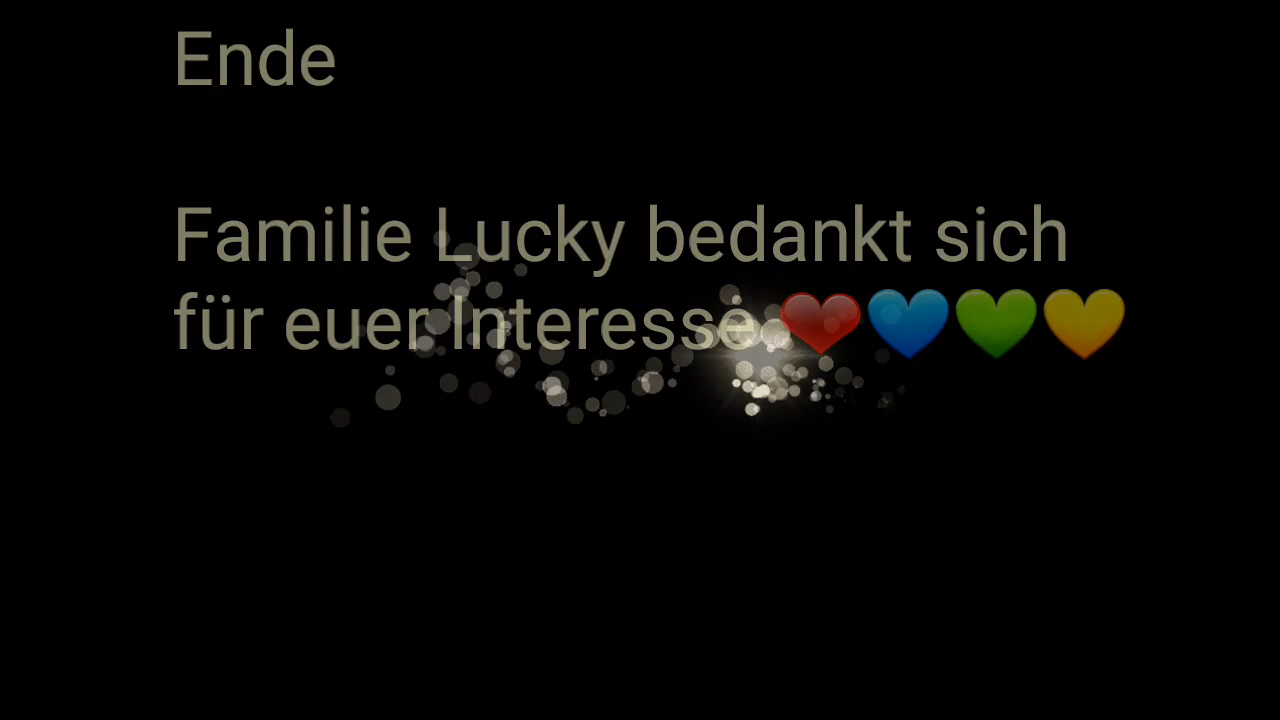 Ende
Familie Lucky bedankt sich
für euer Interesse ❤️💙💚💛